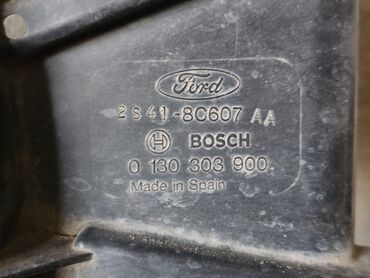 Ford
2S41-8C607 AA
BOSCH
0 130 303 900
Made in Spain